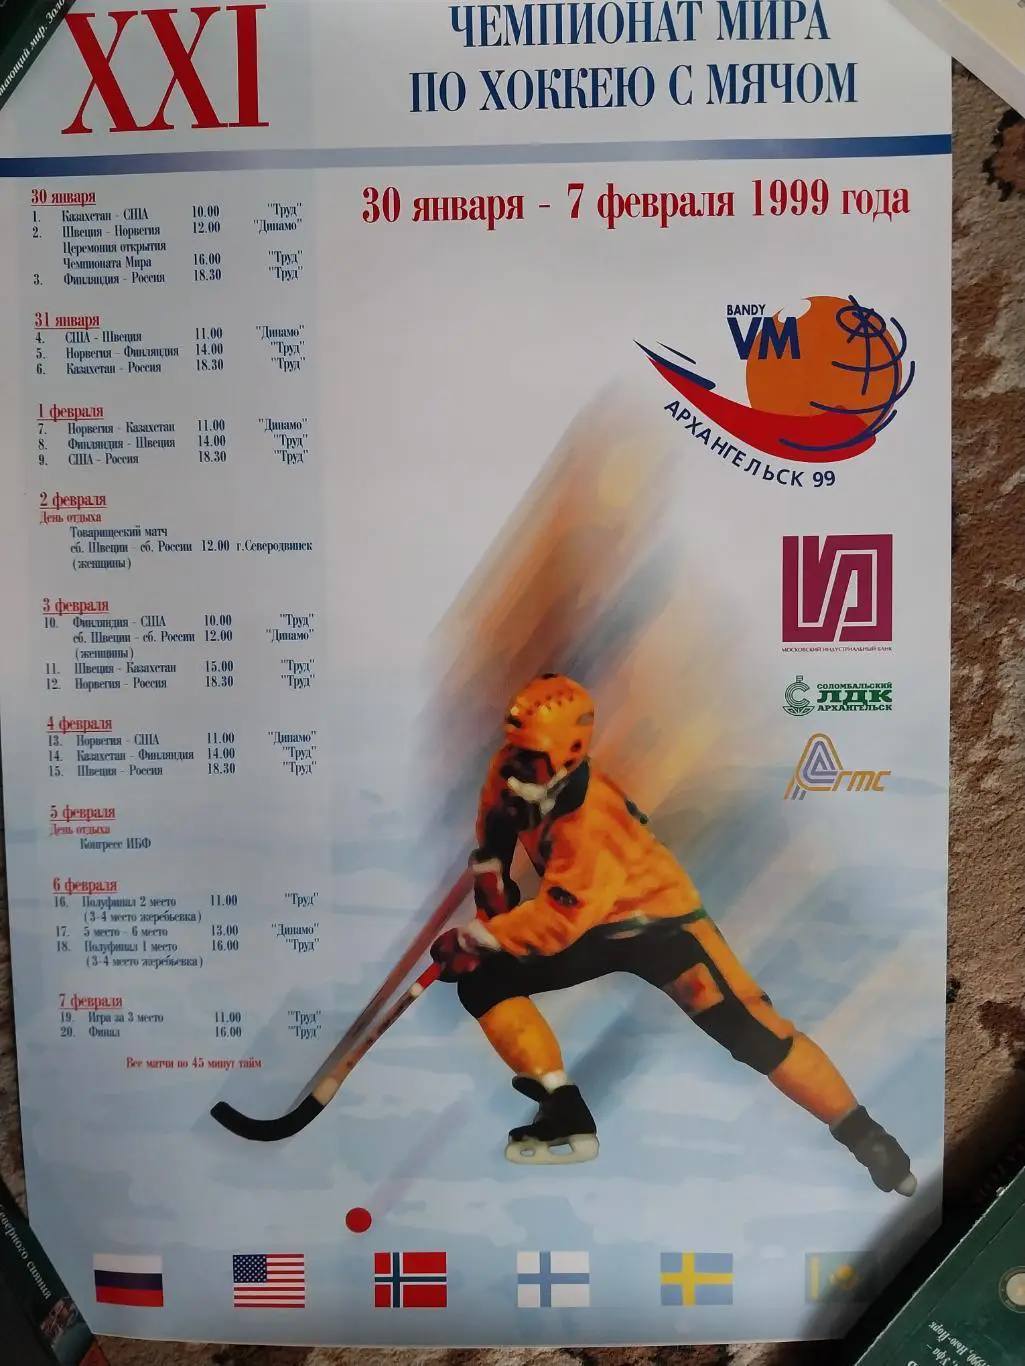 XXI
ЧЕМПИОНАТ МИРА
ПО ХОККЕЮ С МЯЧОМ
30 января - 7 февраля 1999 года
30 января
1. Казахстан - США 10.00 "Труд"
2. Швеция - Норвегия 12.00 "Динамо"
Церемония открытия
Чемпионата Мира 16.00 "Труд"
3. Финляндия - Россия 18.30 "Труд"
31 января
4. США - Швеция 11.00 "Динамо"
5. Норвегия - Финляндия 14.00 "Труд"
6. Казахстан - Россия 18.30 "Труд"
1 февраля
7. Норвегия - Казахстан 11.00 "Динамо"
8. Финляндия - Швеция 14.00 "Труд"
9. США - Россия 18.30 "Труд"
2 февраля
День отдыха
Товарищеский матч
сб. Швеции - сб. России 12.00 г.Северодвинск
(женщины)
3 февраля
10. Финляндия - США 10.00 "Труд"
сб. Швеции - сб. России 12.00 "Динамо"
(женщины)
11. Швеция - Казахстан 15.00 "Труд"
12. Норвегия - Россия 18.30 "Труд"
4 февраля
13. Норвегия - США 11.00 "Динамо"
14. Казахстан - Финляндия 14.00 "Труд"
15. Швеция - Россия 18.30 "Труд"
5 февраля
День отдыха
Конгресс ИБФ
6 февраля
16. Полуфинал 2 место 11.00 "Труд"
(3-4 место жеребьевка)
17. 5 место - 6 место 13.00 "Динамо"
18. Полуфинал 1 место 16.00 "Труд"
(3-4 место жеребьевка)
7 февраля
19. Игра за 3 место 11.00 "Труд"
20. Финал 16.00 "Труд"
Все матчи по 45 минут тайм
BANDY
VM
АРХАНГЕЛЬСК 99
МОСКОВСКИЙ ИНДУСТРИАЛЬНЫЙ БАНК
СОЛОМБАЛЬСКИЙ
ЛДК
АРХАНГЕЛЬСК
гтс
мир. Золо
Северного сияния
990, Нью-Йорк